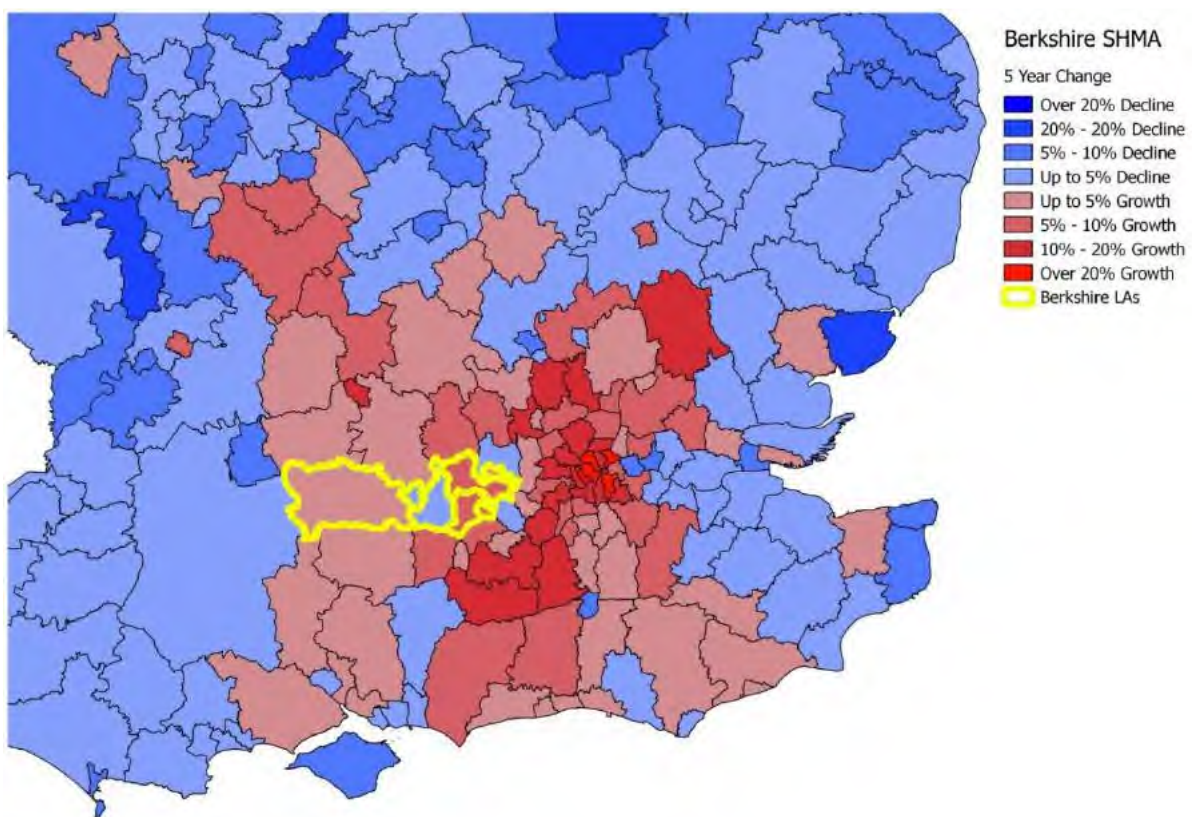 Berkshire SHMA
5 Year Change
Over 20% Decline
20% - 20% Decline
5% - 10% Decline
Up to 5% Decline
Up to 5% Growth
5% - 10% Growth
10% - 20% Growth
Over 20% Growth
Berkshire LAs